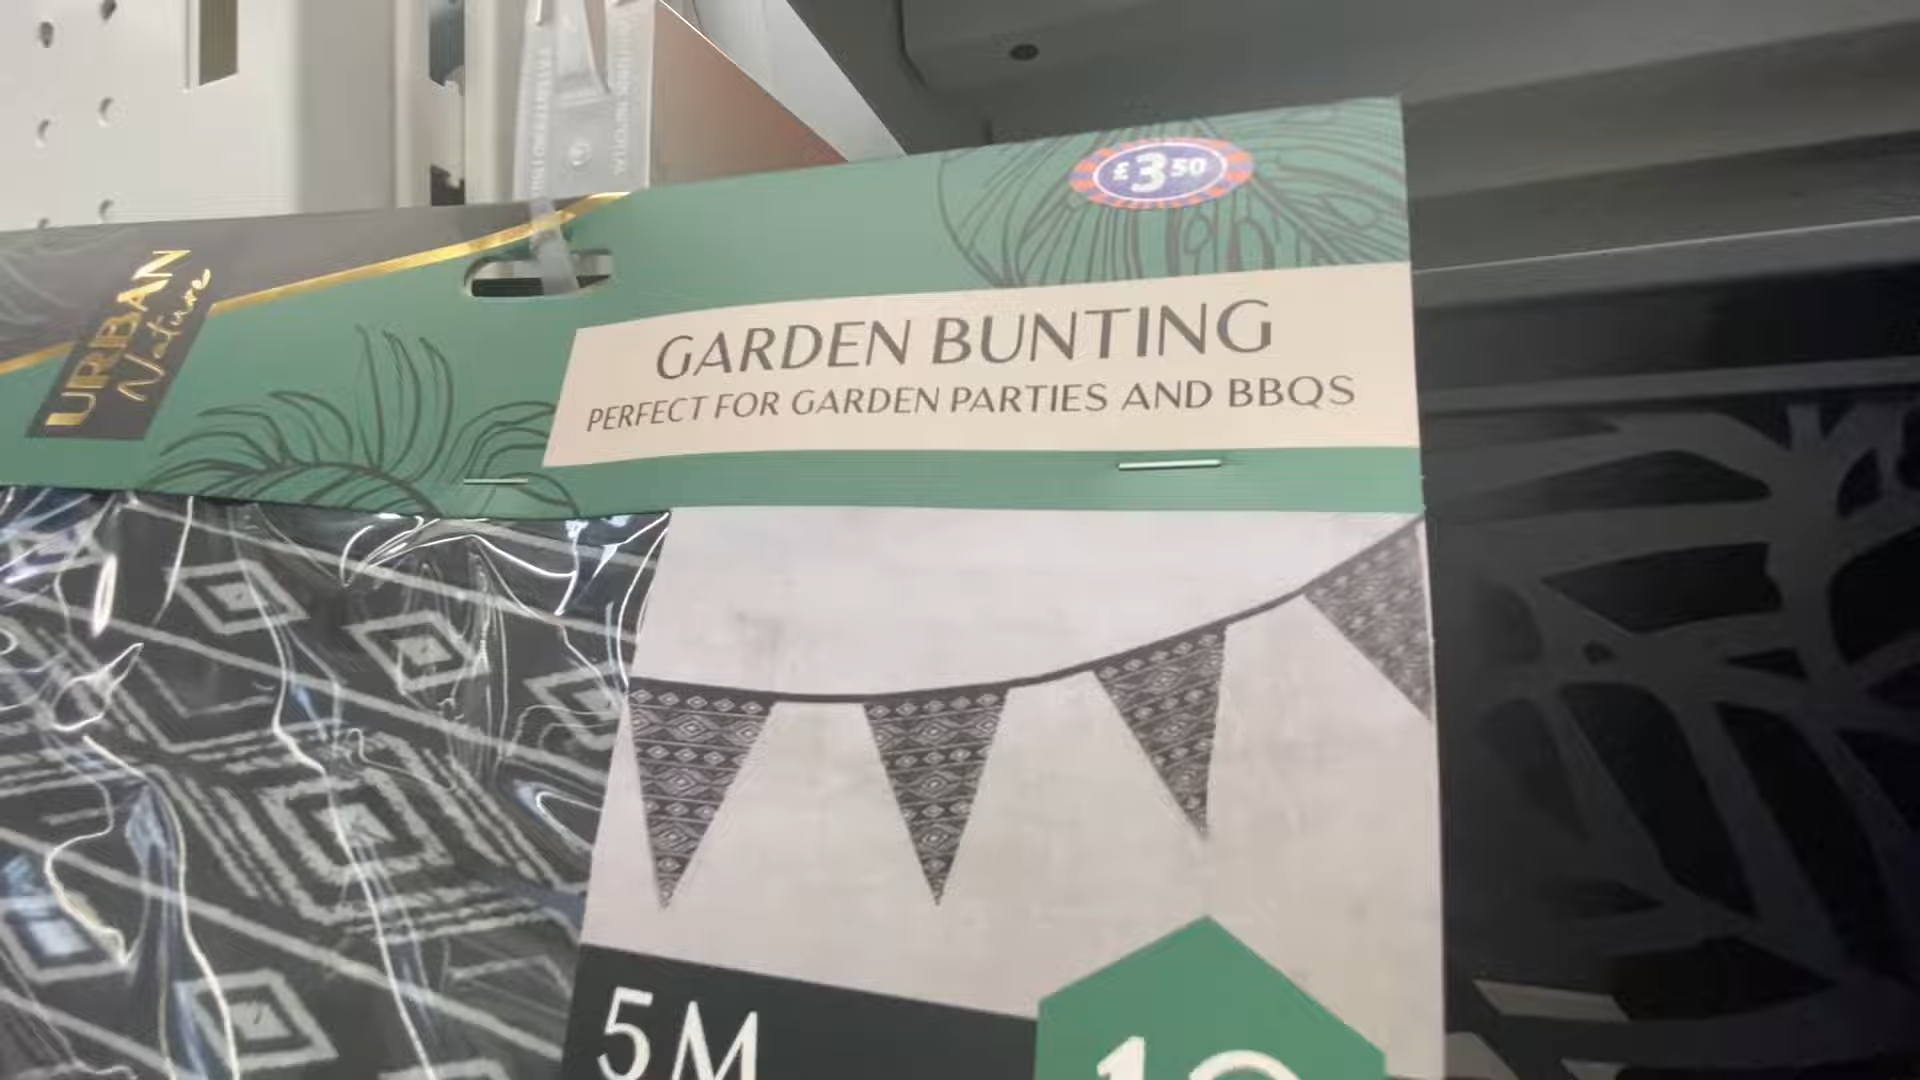 £3.50
URBAN
Nature
GARDEN BUNTING
PERFECT FOR GARDEN PARTIES AND BBQS
5M